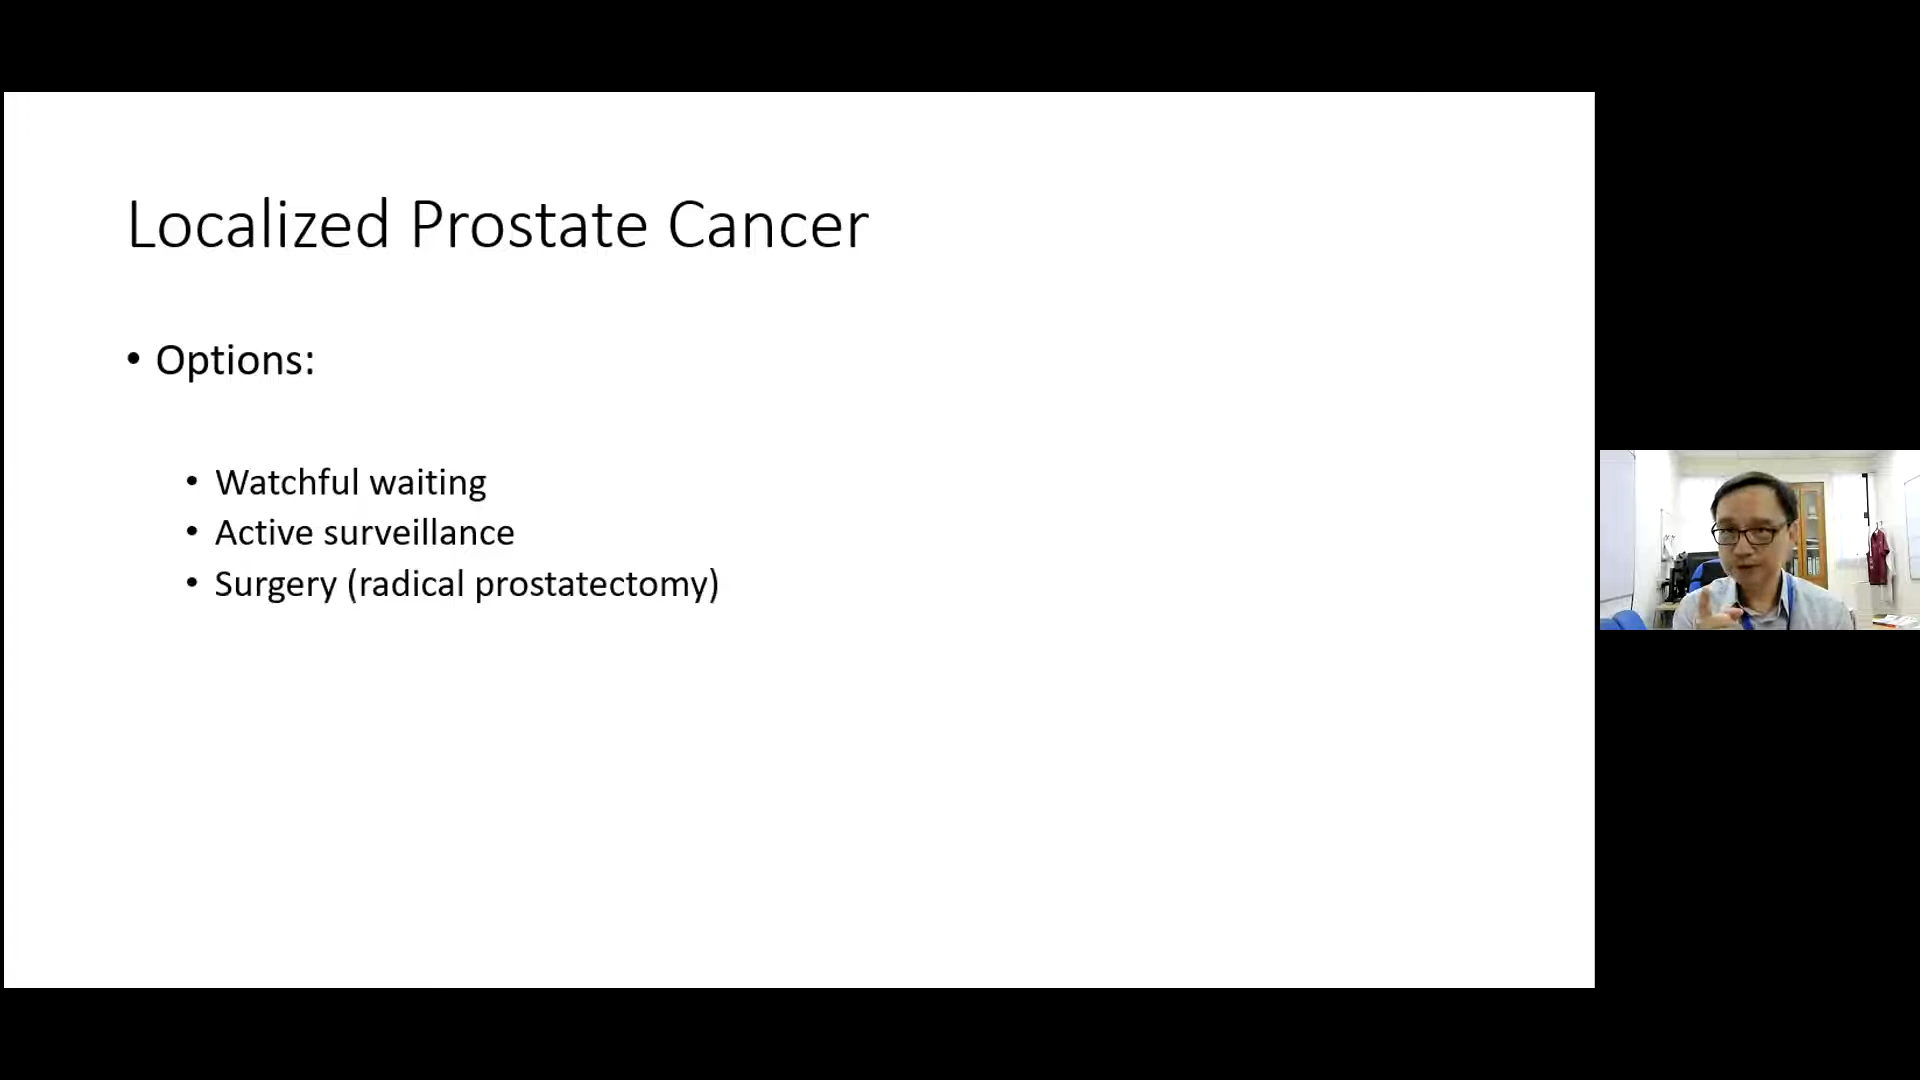 Localized Prostate Cancer
• Options:
• Watchful waiting
• Active surveillance
• Surgery (radical prostatectomy)